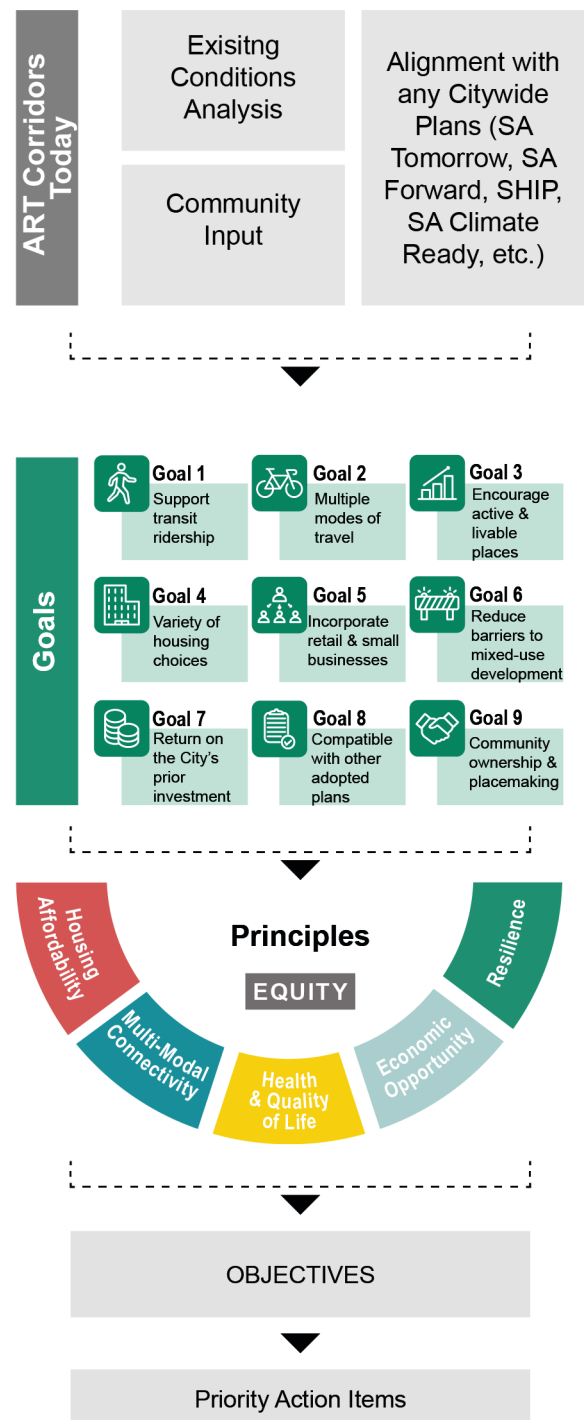 ART Corridors
Today
Exisitng
Conditions
Analysis
Community
Input
Alignment with
any Citywide
Plans (SA
Tomorrow, SA
Forward, SHIP,
SA Climate
Ready, etc.)
Goals
Goal 1
Support
transit
ridership
Goal 2
Multiple
modes of
travel
Goal 3
Encourage
active &
livable
places
Goal 4
Variety of
housing
choices
Goal 5
Incorporate
retail & small
businesses
Goal 6
Reduce
barriers to
mixed-use
development
Goal 7
Return on
the City's
prior
investment
Goal 8
Compatible
with other
adopted
plans
Goal 9
Community
ownership &
placemaking
Principles
EQUITY
Housing
Affordability
Multi-Modal
Connectivity
Health
& Quality
of Life
Economic
Opportunity
Resilience
OBJECTIVES
Priority Action Items